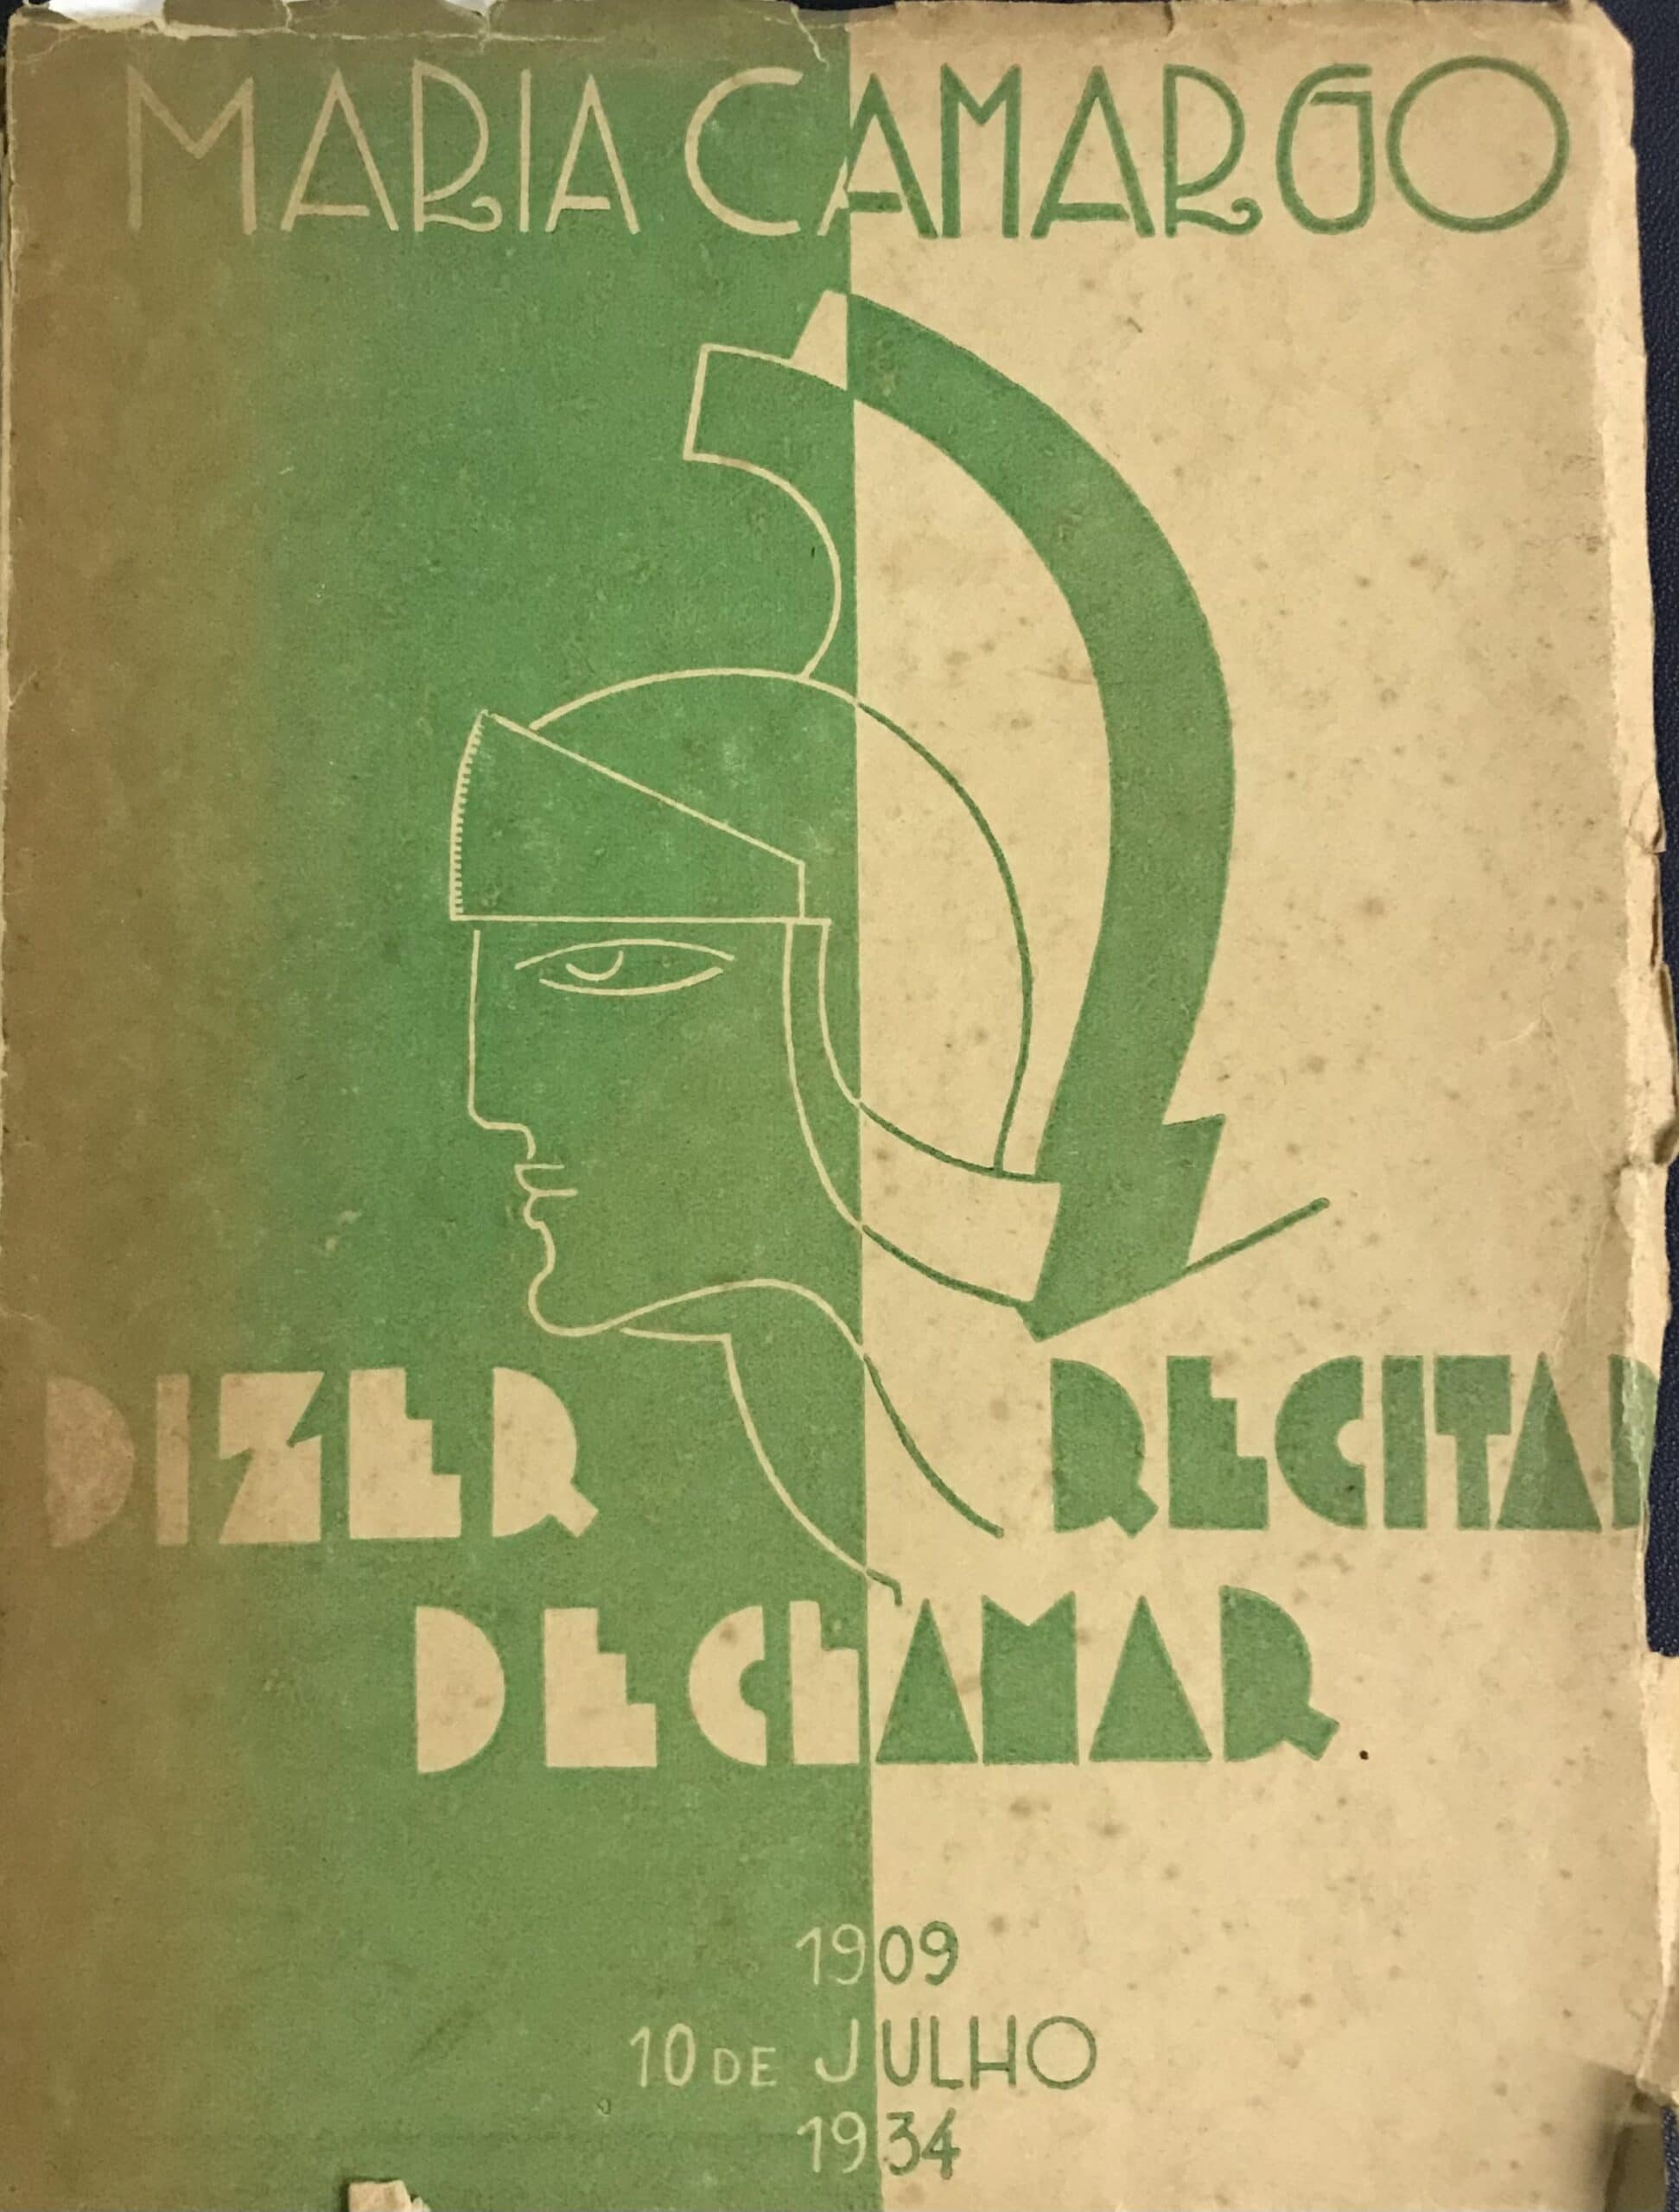 MARIA CAMARGO
DIZER RECITAR
DECLAMAR.
1909
10 DE JULHO
1934